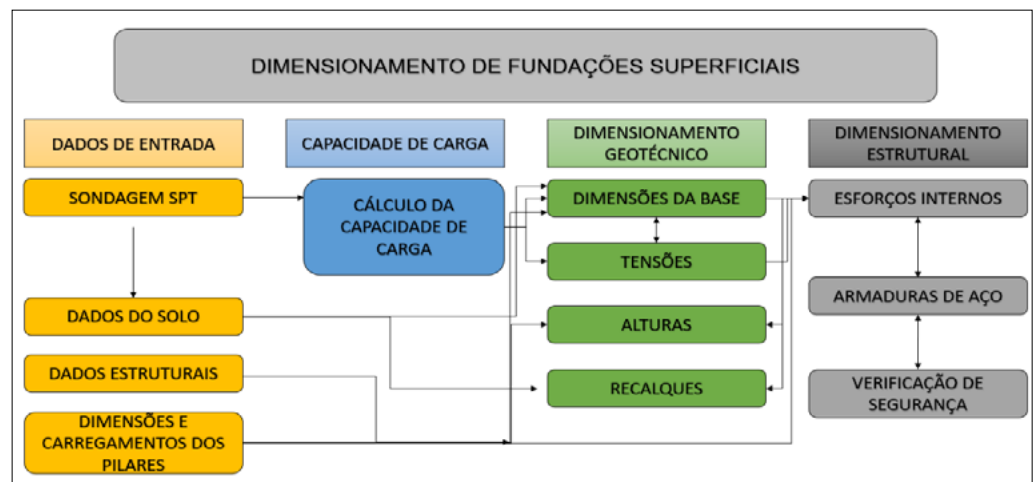 DIMENSIONAMENTO DE FUNDAÇÕES SUPERFICIAIS
DADOS DE ENTRADA
CAPACIDADE DE CARGA
DIMENSIONAMENTO
GEOTÉCNICO
DIMENSIONAMENTO
ESTRUTURAL
SONDAGEM SPT
CÁLCULO DA
CAPACIDADE DE
CARGA
DIMENSÕES DA BASE
ESFORÇOS INTERNOS
TENSÕES
DADOS DO SOLO
ALTURAS
ARMADURAS DE AÇO
DADOS ESTRUTURAIS
RECALQUES
VERIFICAÇÃO DE
SEGURANÇA
DIMENSÕES E
CARREGAMENTOS DOS
PILARES